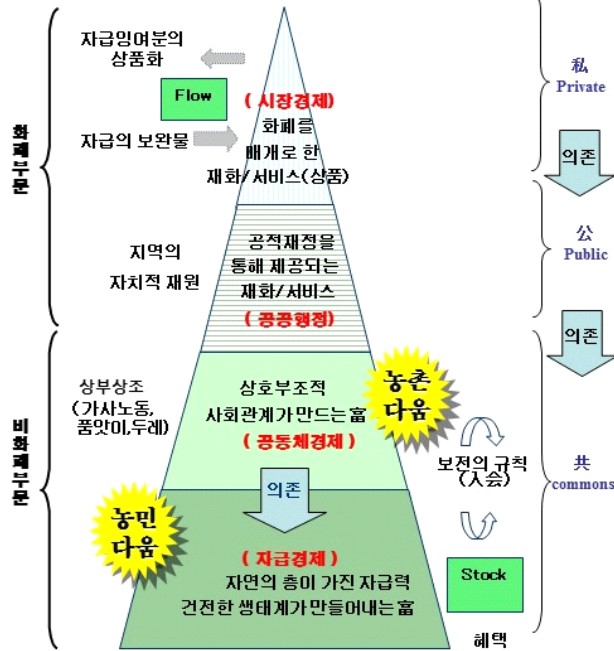 자급잉여분의
상품화
Flow
자급의 보완물
( 시장경제)
화폐를
배개로 한
재화/서비스(상품)
私
Private
의존
화폐부문
지역의
자치적 재원
공적재정을
통해 제공되는
재화/서비스
( 공공행정)
公
Public
의존
비화폐부문
상부상조
(가사노동,
품앗이,두레)
상호부조적
사회관계가 만드는富
( 공동체경제 )
농촌
다움
보전의 규칙
(入会)
共
commons
의존
농민
다움
( 자급경제 )
자연의 층이 가진 자급력
건전한 생태계가 만들어내는富
Stock
혜택